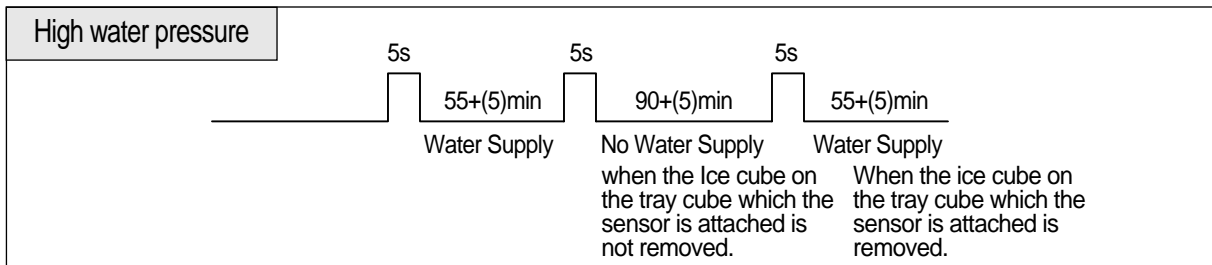 High water pressure
5s 5s 5s
55+(5)min 90+(5)min 55+(5)min
Water Supply No Water Supply Water Supply
when the Ice cube on When the ice cube on
the tray cube which the the tray cube which the
sensor is attached is sensor is attached is
not removed. removed.